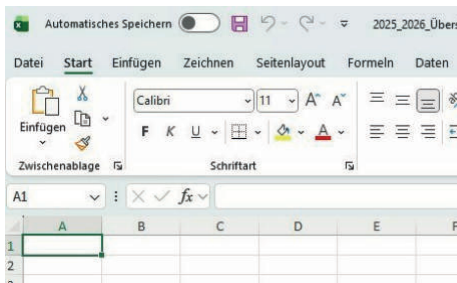 Automatisches Speichern 2025_2026_Übers
Datei Start Einfügen Zeichnen Seitenlayout Formeln Daten
Einfügen Calibri 11 A A
F K U A
Zwischenablage Schriftart
A1 fx
A B C D E F
1
2